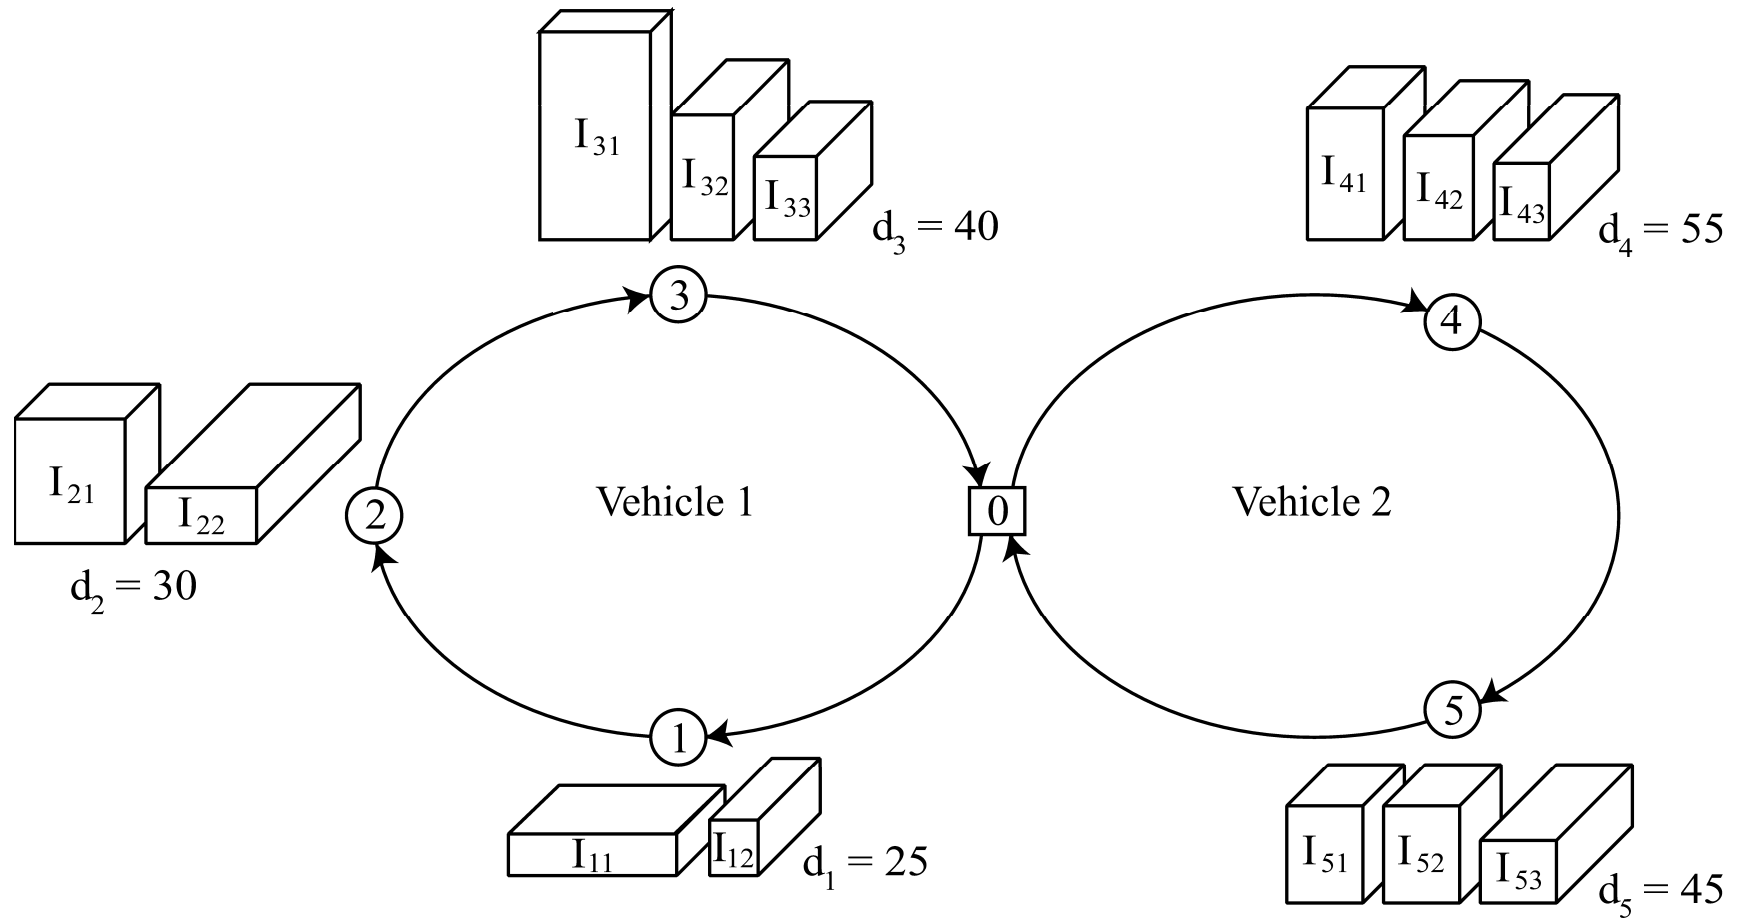 I31
I32
I33
d3 = 40
I41
I42
I43
d4 = 55
3
4
I21
I22
d2 = 30
2
Vehicle 1
0
Vehicle 2
1
5
I11
I12
d1 = 25
I51
I52
I53
d5 = 45